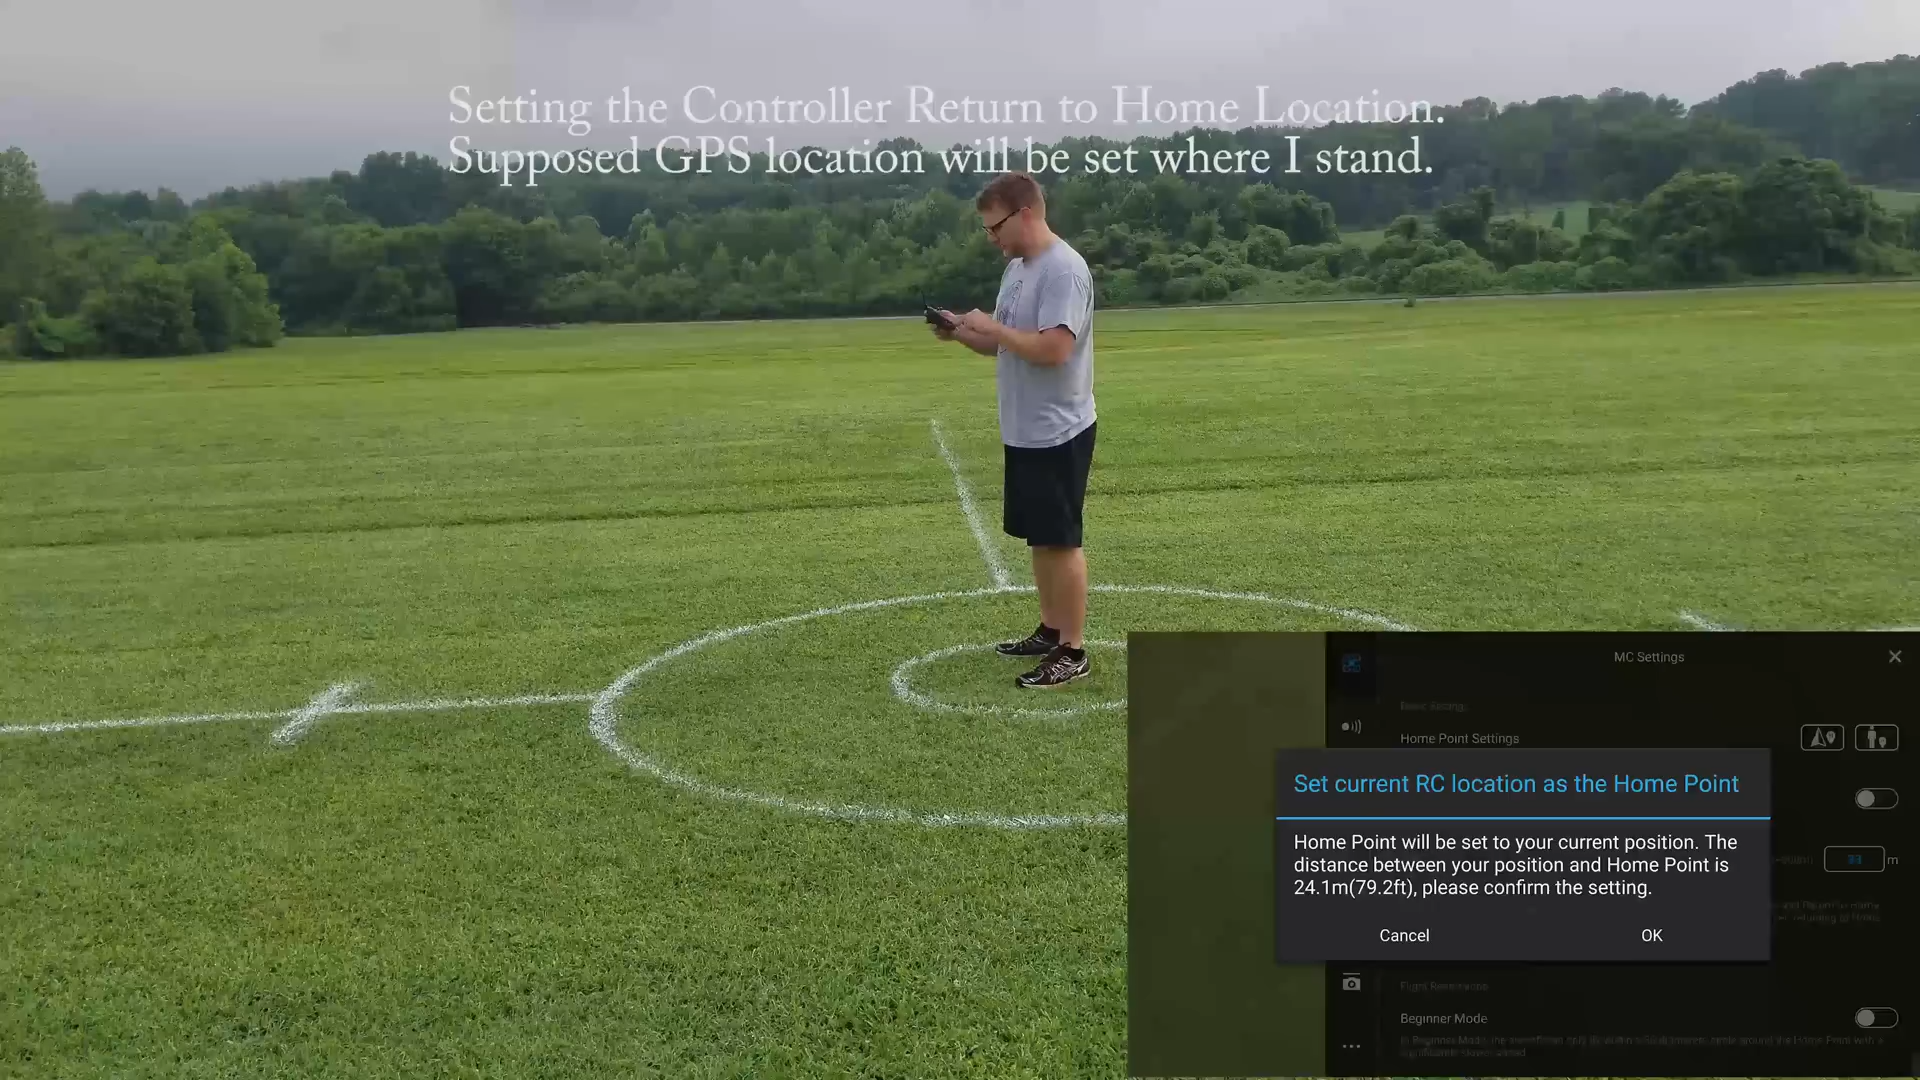 Setting the Controller Return to Home Location.
Supposed GPS location will be set where I stand.
MC Settings
Home Point Settings
Set current RC location as the Home Point
Home Point will be set to your current position. The
distance between your position and Home Point is
24.1m(79.2ft), please confirm the setting.
33 m
Cancel OK
Beginner Mode